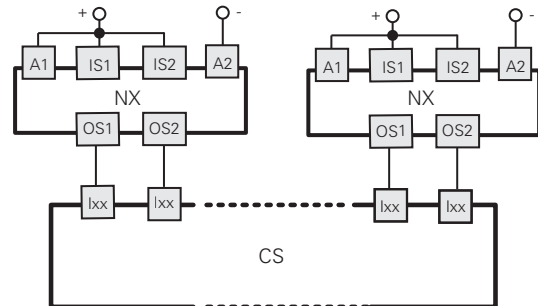 + - + -
A1 IS1 IS2 A2 A1 IS1 IS2 A2
NX NX
OS1 OS2 OS1 OS2
Ixx Ixx Ixx Ixx
CS